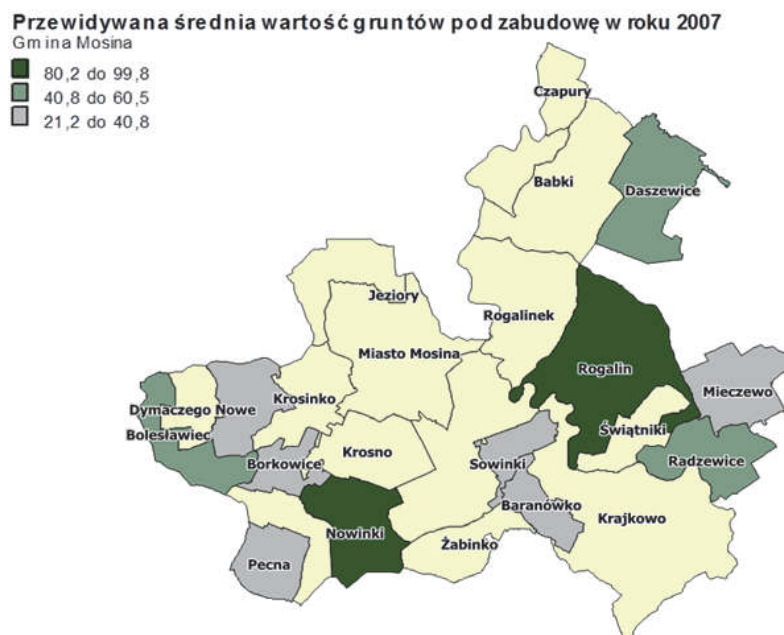 Przewidywana średnia wartość gruntów pod zabudowę w roku 2007
Gmina Mosina
80,2 do 99,8
40,8 do 60,5
21,2 do 40,8
Czapury
Babki
Daszewice
Jeziory
Rogalinek
Miasto Mosina
Rogalin
Mieczewo
Krosinko
Dymaczego Nowe
Świątniki
Bolesławiec
Krosno
Borkowice
Sowinki
Radzewice
Baranówko
Krajkowo
Nowinki
Żabinko
Pecna